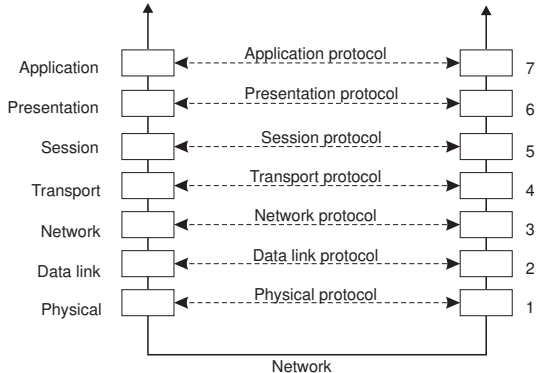 Application Application protocol 7
Presentation Presentation protocol 6
Session Session protocol 5
Transport Transport protocol 4
Network Network protocol 3
Data link Data link protocol 2
Physical Physical protocol 1
Network